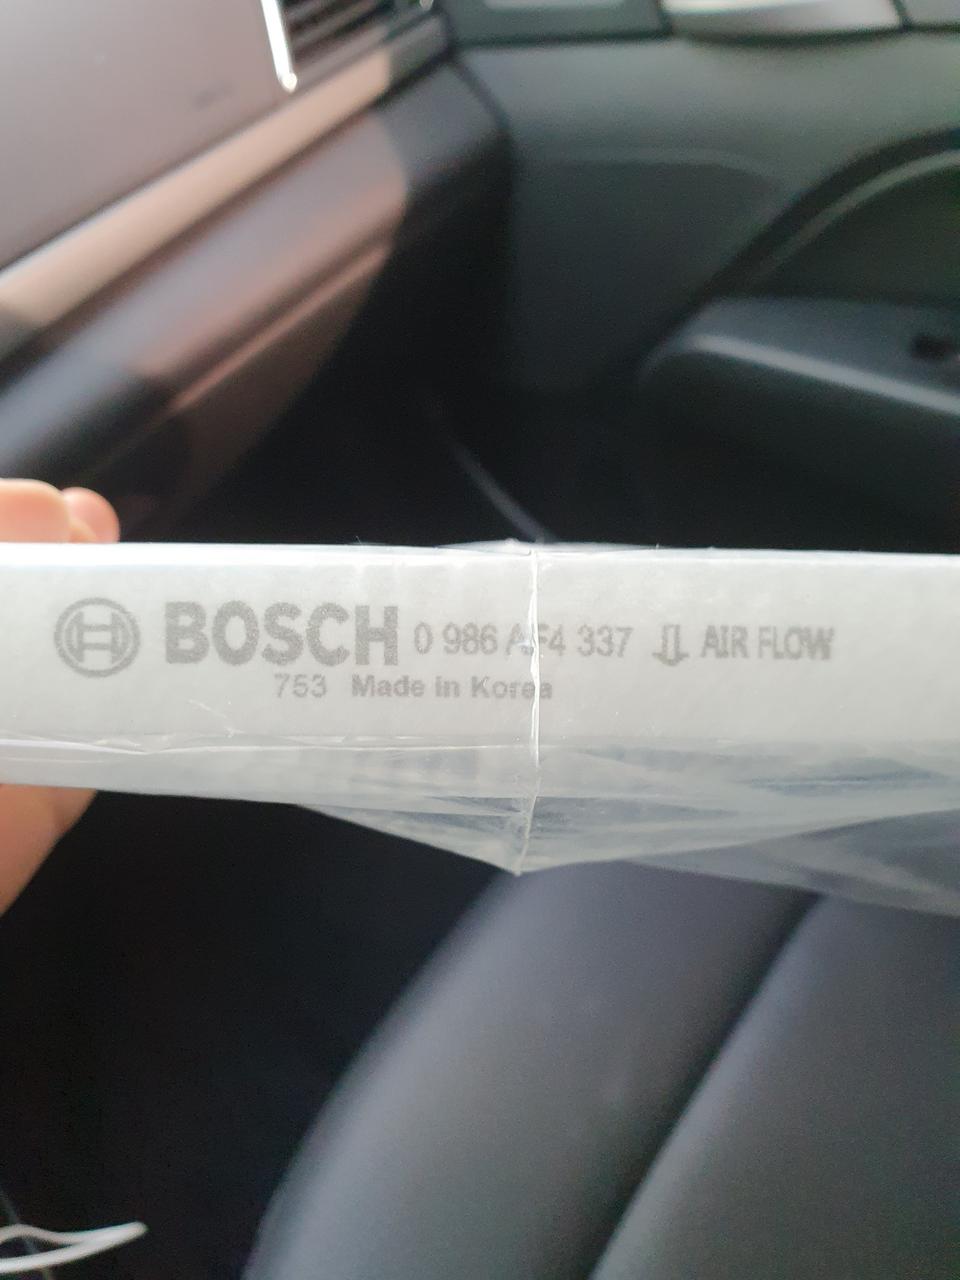 BOSCH 0 986 AF4 337 AIR FLOW
753 Made in Korea